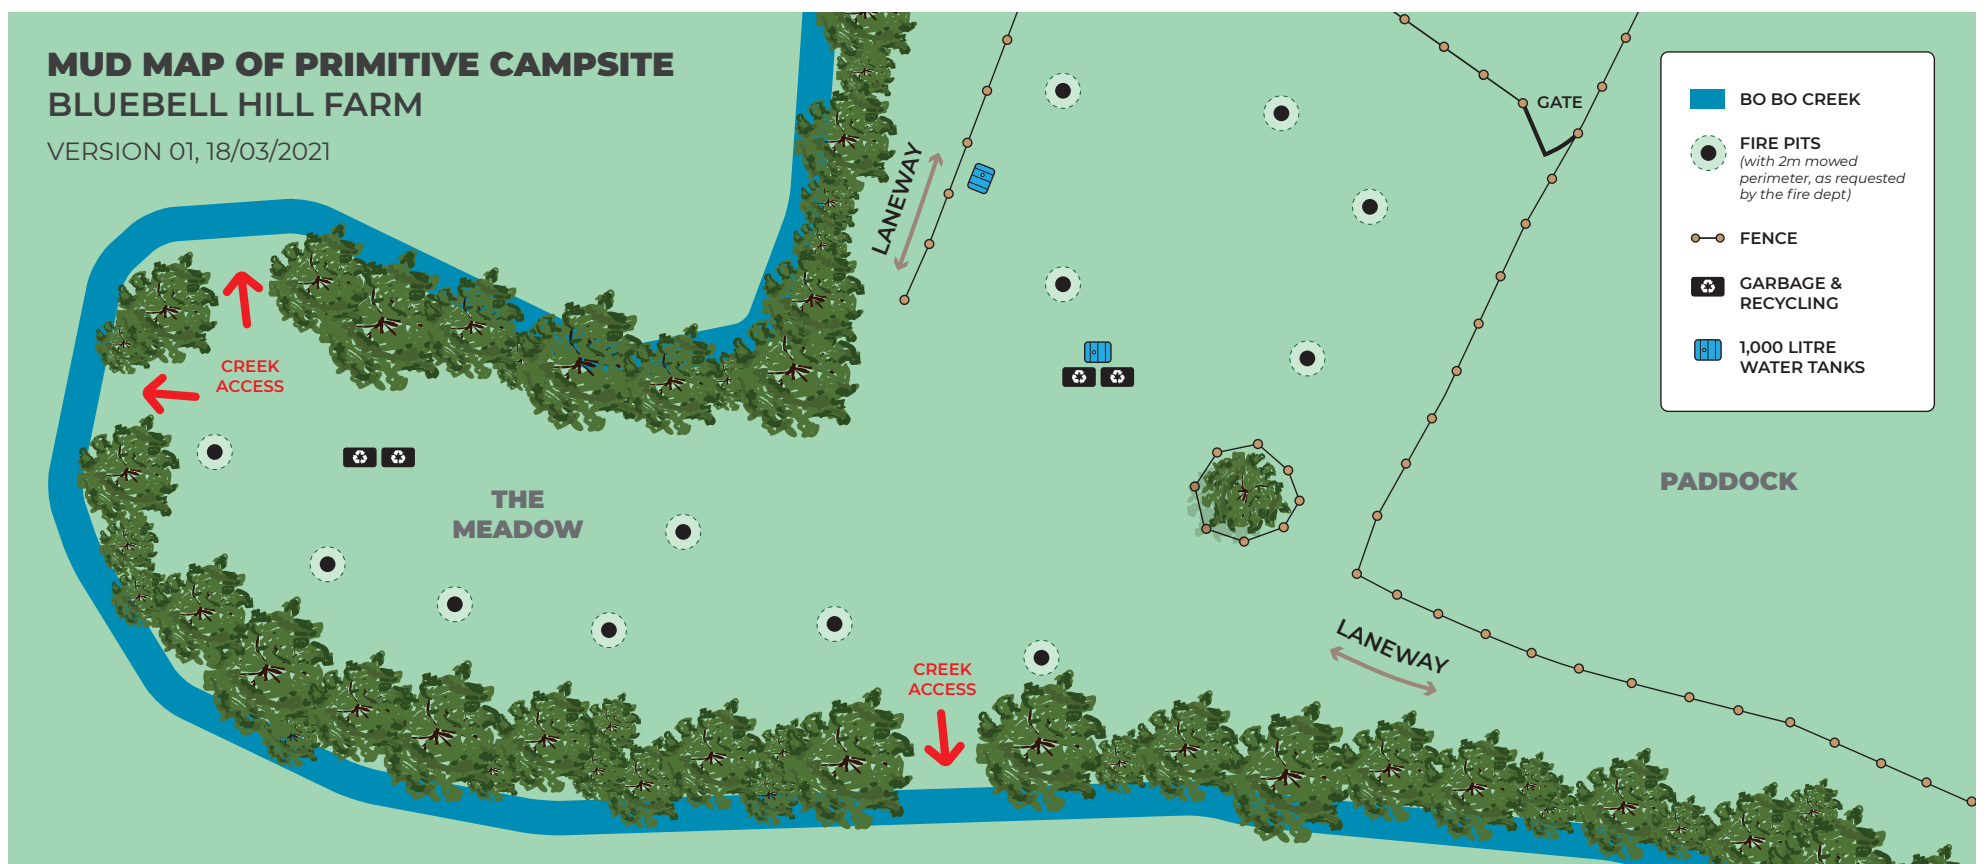 MUD MAP OF PRIMITIVE CAMPSITE
BLUEBELL HILL FARM
VERSION 01, 18/03/2021
LANEWAY
GATE
BO BO CREEK
FIRE PITS
(with 2m mowed
perimeter, as requested
by the fire dept)
FENCE
GARBAGE &
RECYCLING
1,000 LITRE
WATER TANKS
CREEK
ACCESS
THE
MEADOW
PADDOCK
LANEWAY
CREEK
ACCESS